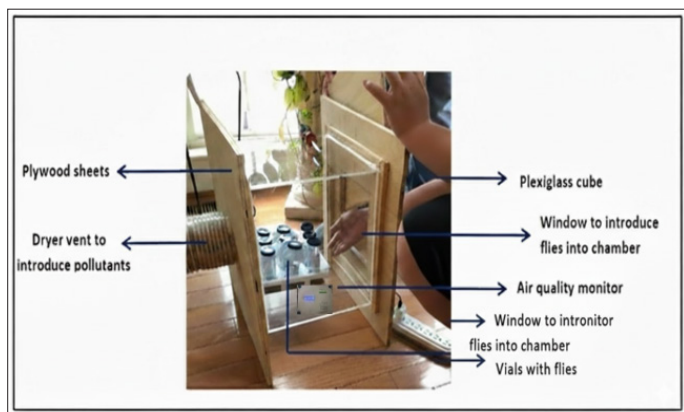 Plywood sheets
Dryer vent to
introduce pollutants
Plexiglass cube
Window to introduce
flies into chamber
Air quality monitor
Window to intronitor
flies into chamber
Vials with flies